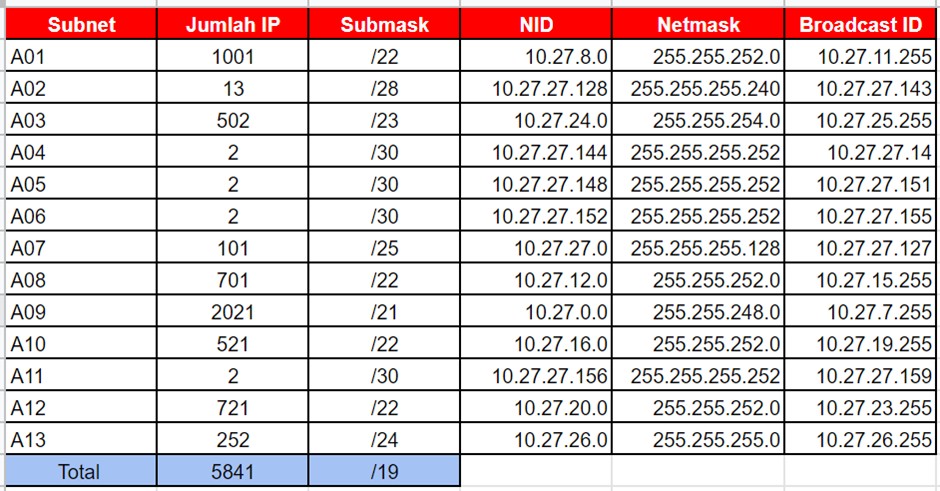 Subnet Jumlah IP Submask NID Netmask Broadcast ID
A01 1001 /22 10.27.8.0 255.255.252.0 10.27.11.255
A02 13 /28 10.27.27.128 255.255.255.240 10.27.27.143
A03 502 /23 10.27.24.0 255.255.254.0 10.27.25.255
A04 2 /30 10.27.27.144 255.255.255.252 10.27.27.14
A05 2 /30 10.27.27.148 255.255.255.252 10.27.27.151
A06 2 /30 10.27.27.152 255.255.255.252 10.27.27.155
A07 101 /25 10.27.27.0 255.255.255.128 10.27.27.127
A08 701 /22 10.27.12.0 255.255.252.0 10.27.15.255
A09 2021 /21 10.27.0.0 255.255.248.0 10.27.7.255
A10 521 /22 10.27.16.0 255.255.252.0 10.27.19.255
A11 2 /30 10.27.27.156 255.255.255.252 10.27.27.159
A12 721 /22 10.27.20.0 255.255.252.0 10.27.23.255
A13 252 /24 10.27.26.0 255.255.255.0 10.27.26.255
Total 5841 /19